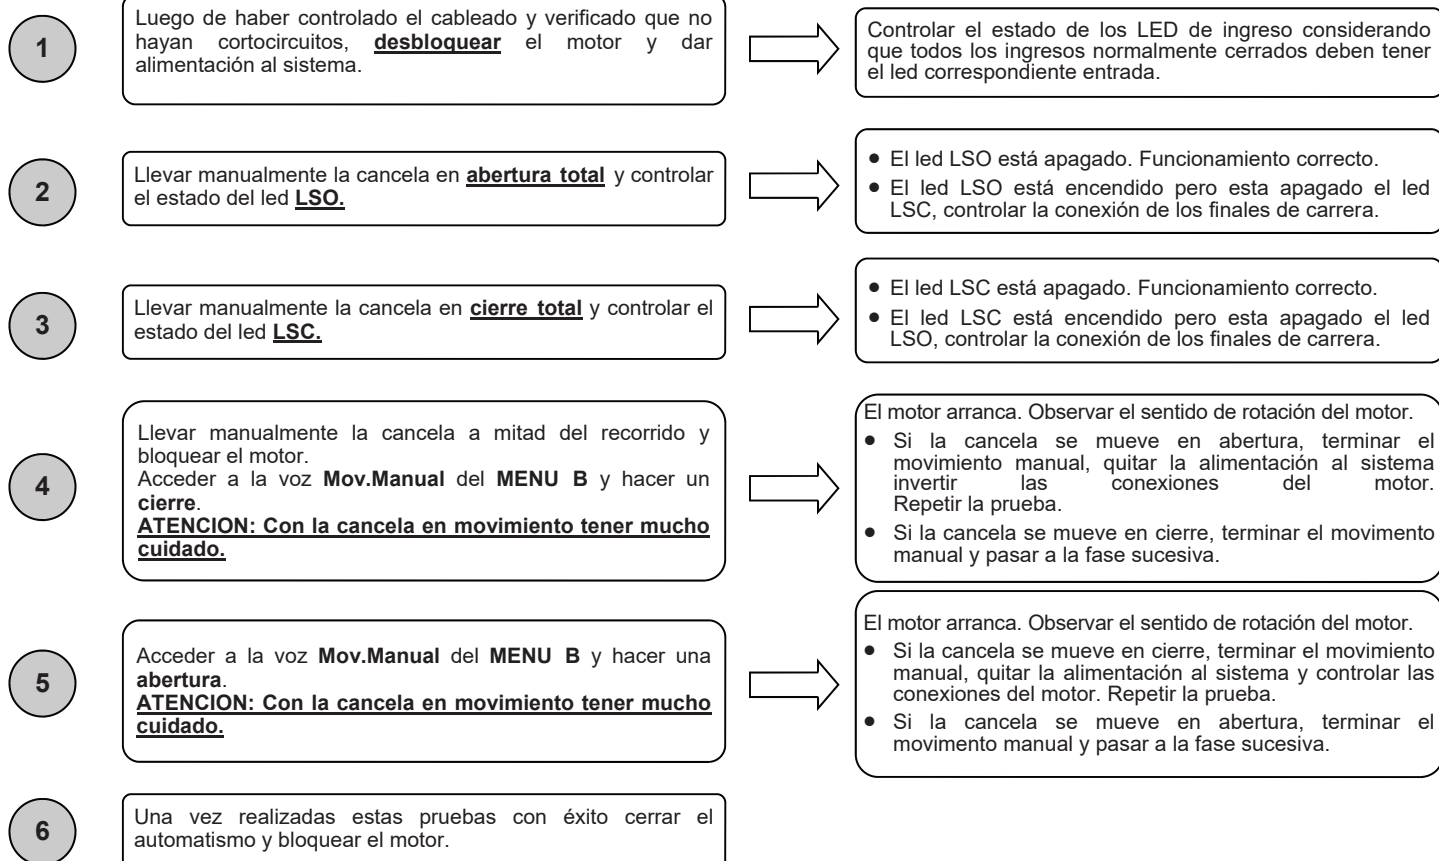 1
Luego de haber controlado el cableado y verificado que no
hayan cortocircuitos, desbloquear el motor y dar
alimentación al sistema.
Controlar el estado de los LED de ingreso considerando
que todos los ingresos normalmente cerrados deben tener
el led correspondiente entrada.
2
Llevar manualmente la cancela en abertura total y controlar
el estado del led LSO.
• El led LSO está apagado. Funcionamiento correcto.
• El led LSO está encendido pero esta apagado el led
LSC, controlar la conexión de los finales de carrera.
3
Llevar manualmente la cancela en cierre total y controlar el
estado del led LSC.
• El led LSC está apagado. Funcionamiento correcto.
• El led LSC está encendido pero esta apagado el led
LSO, controlar la conexión de los finales de carrera.
4
Llevar manualmente la cancela a mitad del recorrido y
bloquear el motor.
Acceder a la voz Mov.Manual del MENU B y hacer un
cierre.
ATENCION: Con la cancela en movimiento tener mucho
cuidado.
El motor arranca. Observar el sentido de rotación del motor.
• Si la cancela se mueve en abertura, terminar el
movimiento manual, quitar la alimentación al sistema
invertir las conexiones del motor.
Repetir la prueba.
• Si la cancela se mueve en cierre, terminar el movimento
manual y pasar a la fase sucesiva.
5
Acceder a la voz Mov.Manual del MENU B y hacer una
abertura.
ATENCION: Con la cancela en movimiento tener mucho
cuidado.
El motor arranca. Observar el sentido de rotación del motor.
• Si la cancela se mueve en cierre, terminar el movimiento
manual, quitar la alimentación al sistema y controlar las
conexiones del motor. Repetir la prueba.
• Si la cancela se mueve en abertura, terminar el
movimento manual y pasar a la fase sucesiva.
6
Una vez realizadas estas pruebas con éxito cerrar el
automatismo y bloquear el motor.